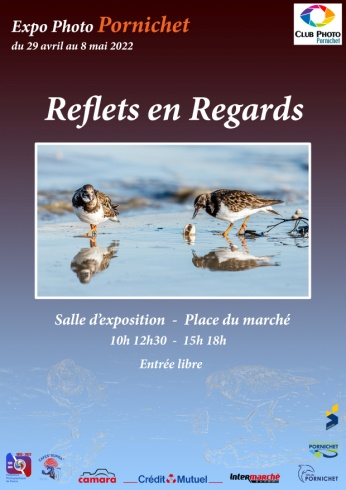 Expo Photo Pornichet
du 29 avril au 8 mai 2022
CLUB PHOTO
Pornichet
Reflets en Regards
Salle d'exposition - Place du marché
10h 12h30 - 15h 18h
Entrée libre
PORNICHET
camara
Crédit Mutuel
Intermarché
PORNICHET